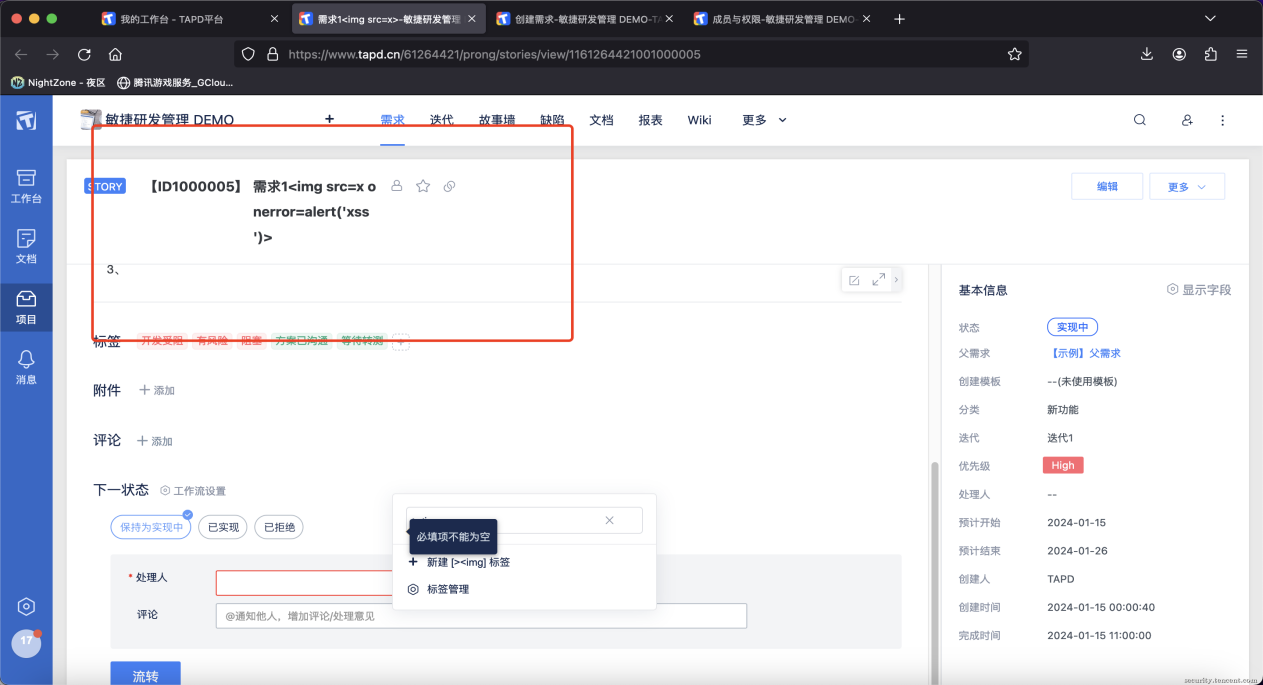 我的工作台 - TAPD平台
需求1<img src=x>-敏捷研发管理
创建需求-敏捷研发管理 DEMO-TA
成员与权限-敏捷研发管理 DEMO-
https://www.tapd.cn/61264421/prong/stories/view/1161264421001000005
NightZone - 夜区
腾讯游戏服务_GClou...
敏捷研发管理 DEMO
需求
迭代
故事墙
缺陷
文档
报表
Wiki
更多
工作台
文档
项目
消息
17
STORY
【ID1000005】
需求1<img src=x o
nerror=alert('xss
')>
编辑
更多
3、
标签
开发受阻
有风险
阻塞
方案已沟通
等待转测
附件
添加
评论
添加
下一状态
工作流设置
保持为实现中
已实现
已拒绝
必填项不能为空
新建 [><img] 标签
标签管理
* 处理人
评论
@通知他人，增加评论/处理意见
流转
基本信息
显示字段
状态
实现中
父需求
【示例】父需求
创建模板
--(未使用模板)
分类
新功能
迭代
迭代1
优先级
High
处理人
--
预计开始
2024-01-15
预计结束
2024-01-26
创建人
TAPD
创建时间
2024-01-15 00:00:40
完成时间
2024-01-15 11:00:00
security.tencent.com